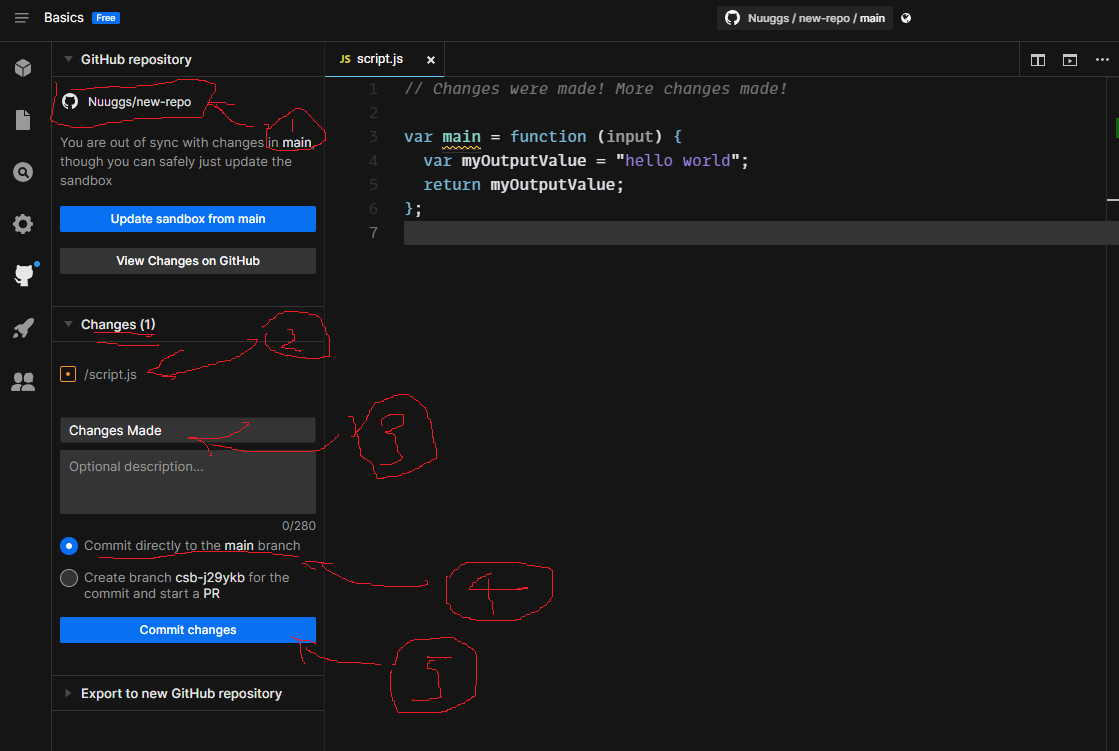 Basics Free
Nuuggs / new-repo / main
GitHub repository
Nuuggs/new-repo
1
You are out of sync with changes in main,
though you can safely just update the
sandbox
Update sandbox from main
View Changes on GitHub
Changes (1)
2
/script.js
Changes Made
3
Optional description...
0/280
Commit directly to the main branch
Create branch csb-j29ykb for the
commit and start a PR
4
Commit changes
5
Export to new GitHub repository
JS script.js ×
1 // Changes were made! More changes made!
2
3 var main = function (input) {
4 var myOutputValue = "hello world";
5 return myOutputValue;
6 };
7